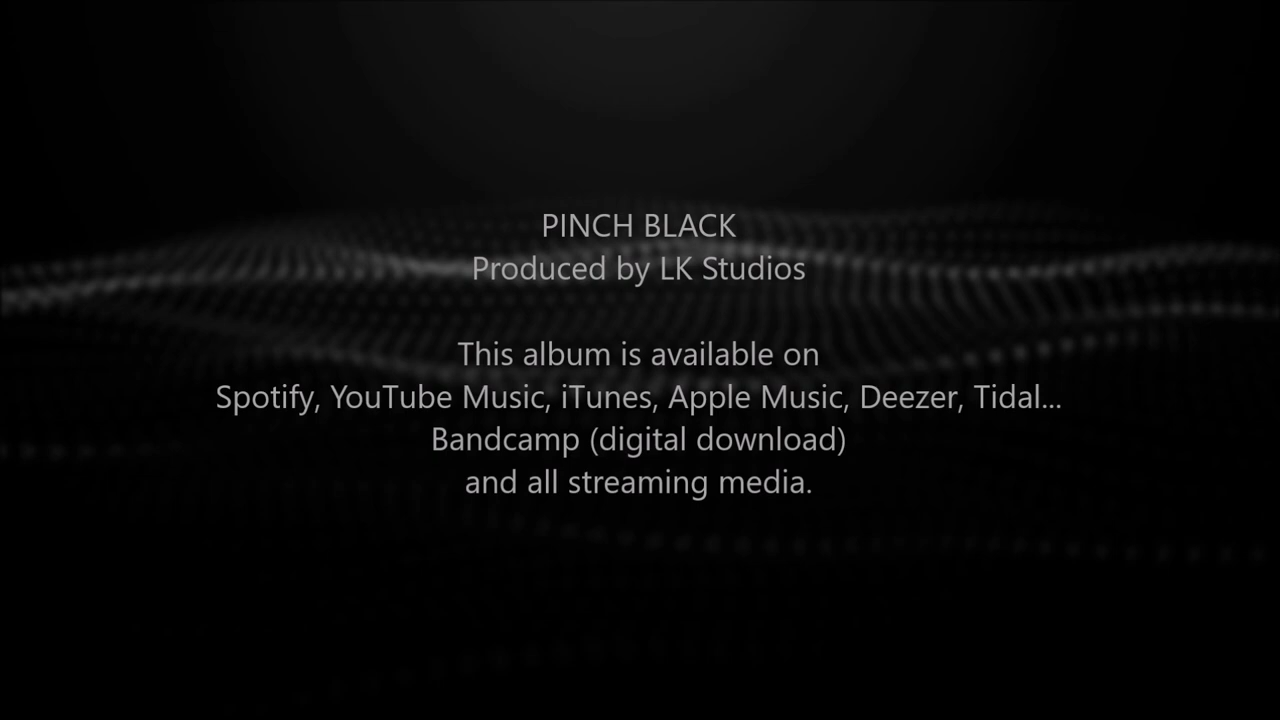 PINCH BLACK
Produced by LK Studios
This album is available on
Spotify, YouTube Music, iTunes, Apple Music, Deezer, Tidal...
Bandcamp (digital download)
and all streaming media.